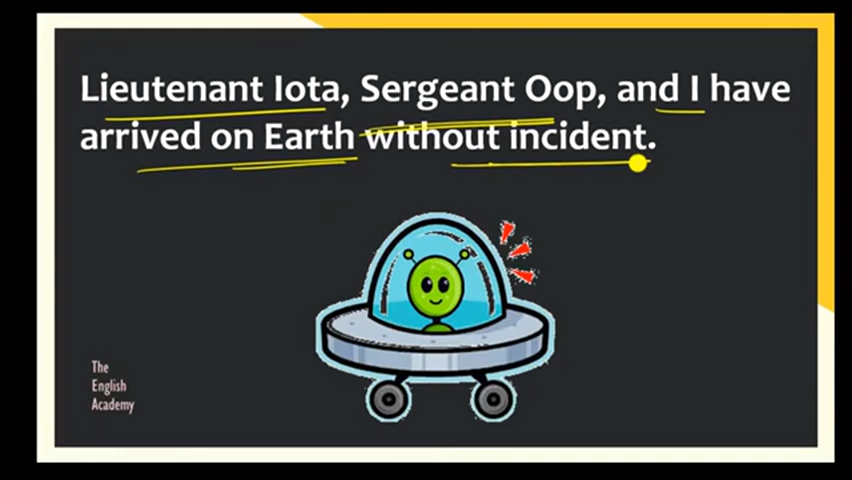 Lieutenant Iota, Sergeant Oop, and I have
arrived on Earth without incident.
The
English
Academy